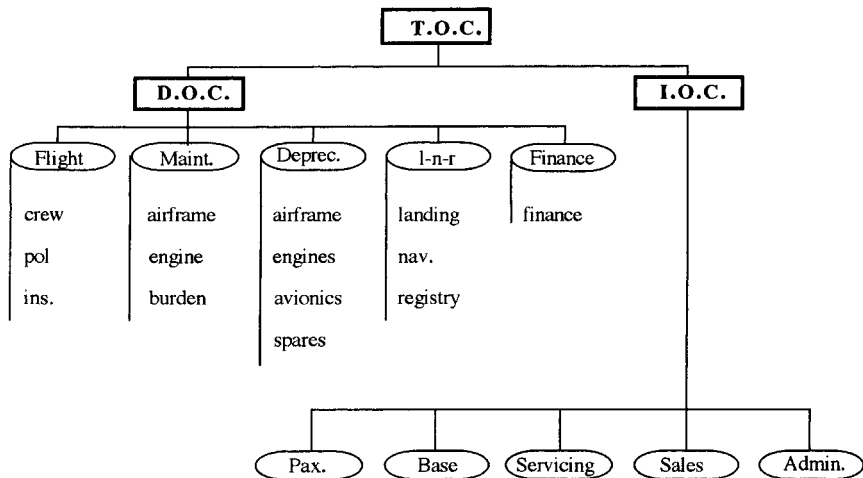 T.O.C.
D.O.C. I.O.C.
Flight Maint. Deprec. l-n-r Finance
crew airframe airframe landing finance
pol engine engines nav.
ins. burden avionics registry
spares
Pax. Base Servicing Sales Admin.